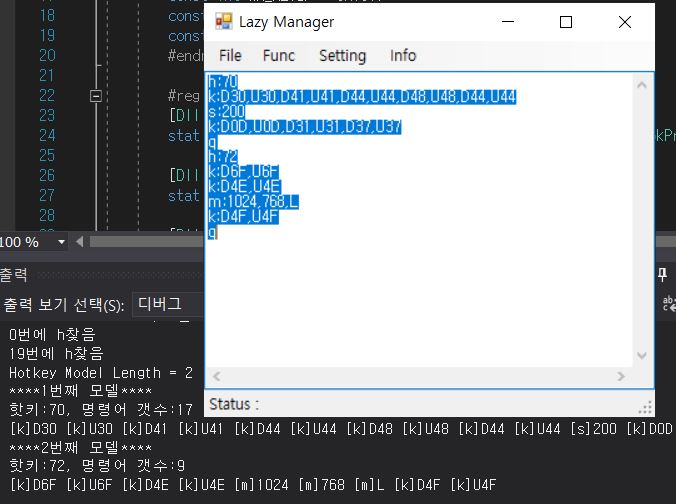 Lazy Manager
File Func Setting Info
h:70
k:D30,U30,D41,U41,D44,U44,D48,U48,D44,U44
s:200
k:D0D,U0D,D31,U31,D37,U37
q
h:72
k:D6F,U6F
k:D4E,U4E
m:1024,768,L
k:D4F,U4F
q
Status :
18 const
19 const
20 #endr
21
22 #reg
23 [Dll
24 stat
25
26 [Dll
27 stat
28
100 %
출력
출력 보기 선택(S): 디버그
0번에 h찾음
19번에 h찾음
Hotkey Model Length = 2
****1번째 모델****
핫키:70, 명령어 갯수:17
[k]D30 [k]U30 [k]D41 [k]U41 [k]D44 [k]U44 [k]D48 [k]U48 [k]D44 [k]U44 [s]200 [k]D0D
****2번째 모델****
핫키:72, 명령어 갯수:9
[k]D6F [k]U6F [k]D4E [k]U4E [m]1024 [m]768 [m]L [k]D4F [k]U4F